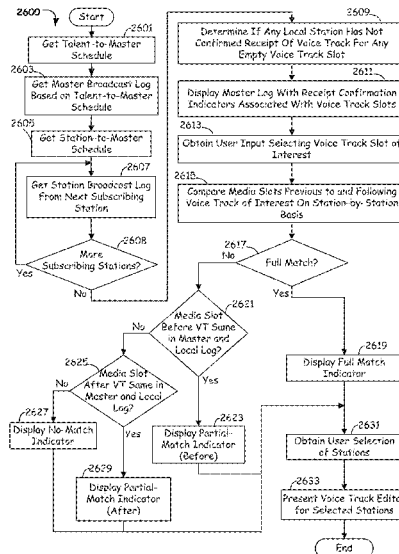 2600
Start
2601
Get Talent-to-Master
Schedule
2603
Get Master Broadcast Log
Based on Talent-to-Master
Schedule
2605
Get Station-to-Master
Schedule
2607
Get Station Broadcast Log
From Next Subscribing
Station
2608
More
Subscribing Stations?
Yes
No
2609
Determine If Any Local Station Has Not
Confirmed Receipt Of Voice Track For Any
Empty Voice Track Slot
2611
Display Master Log With Receipt Confirmation
Indicators Associated With Voice Track Slots
2613
Obtain User Input Selecting Voice Track Slot of
Interest
2615
Compare Media Slots Previous to and Following
Voice Track of Interest On Station-by-Station
Basis
2617
Full Match?
No
Yes
2619
Display Full Match
Indicator
2621
Media Slot
Before VT Same
in Master and
Local Log?
No
Yes
2623
Display Partial-
Match Indicator
(Before)
2625
Media Slot
After VT Same in
Master and Local
Log?
No
Yes
2627
Display No-Match
Indicator
2629
Display Partial-
Match Indicator
(After)
2631
Obtain User Selection
of Stations
2633
Present Voice Track Editor
for Selected Stations
End